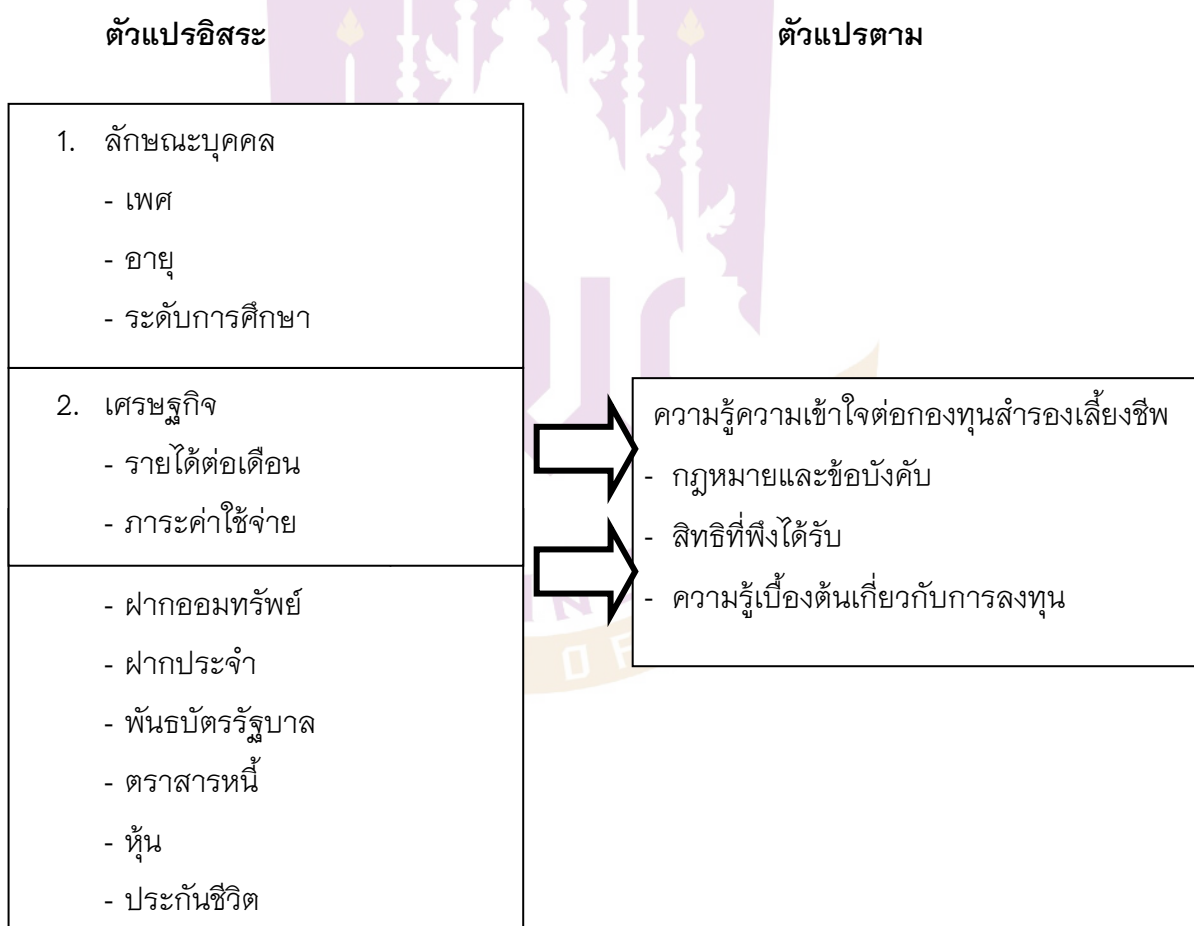 ตัวแปรอิสระ
ตัวแปรตาม
1. ลักษณะบุคคล
- เพศ
- อายุ
- ระดับการศึกษา
2. เศรษฐกิจ
- รายได้ต่อเดือน
- ภาระค่าใช้จ่าย
- ฝากออมทรัพย์
- ฝากประจำ
- พันธบัตรรัฐบาล
- ตราสารหนี้
- หุ้น
- ประกันชีวิต
ความรู้ความเข้าใจต่อกองทุนสำรองเลี้ยงชีพ
- กฎหมายและข้อบังคับ
- สิทธิที่พึงได้รับ
- ความรู้เบื้องต้นเกี่ยวกับการลงทุน